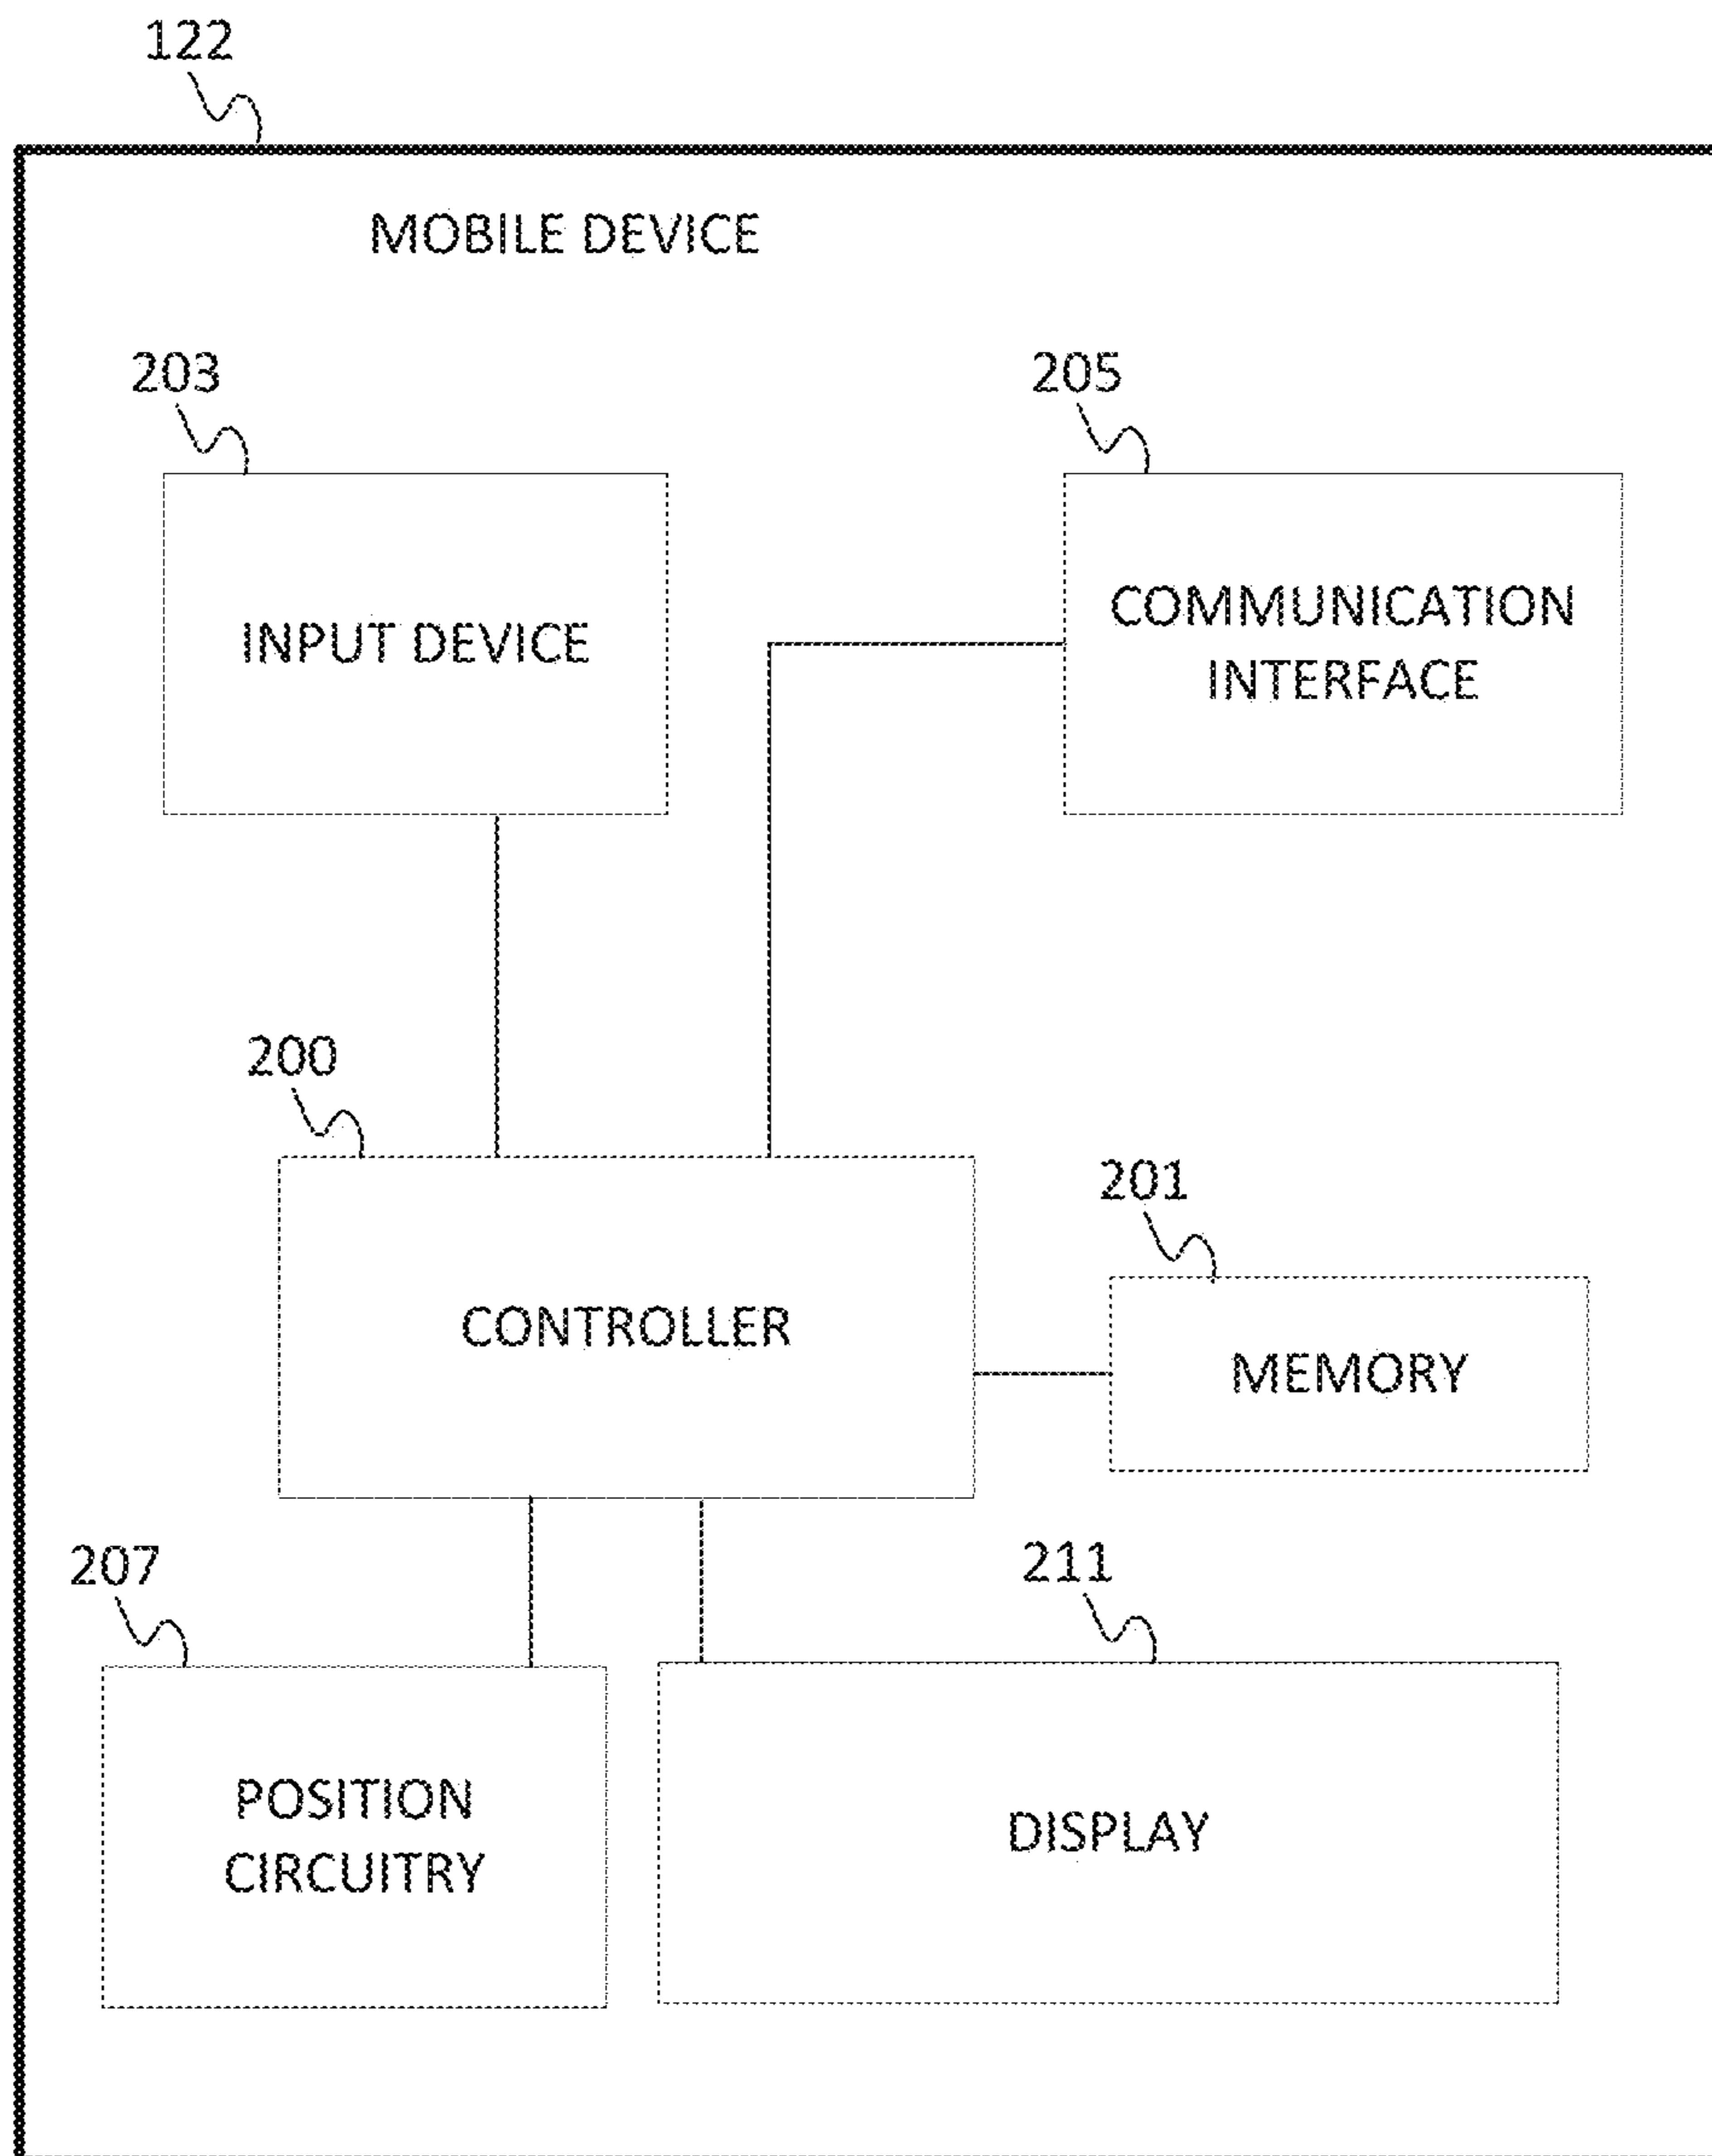 122
MOBILE DEVICE
203
205
INPUT DEVICE
COMMUNICATION
INTERFACE
200
201
CONTROLLER
MEMORY
207
211
POSITION
CIRCUITRY
DISPLAY